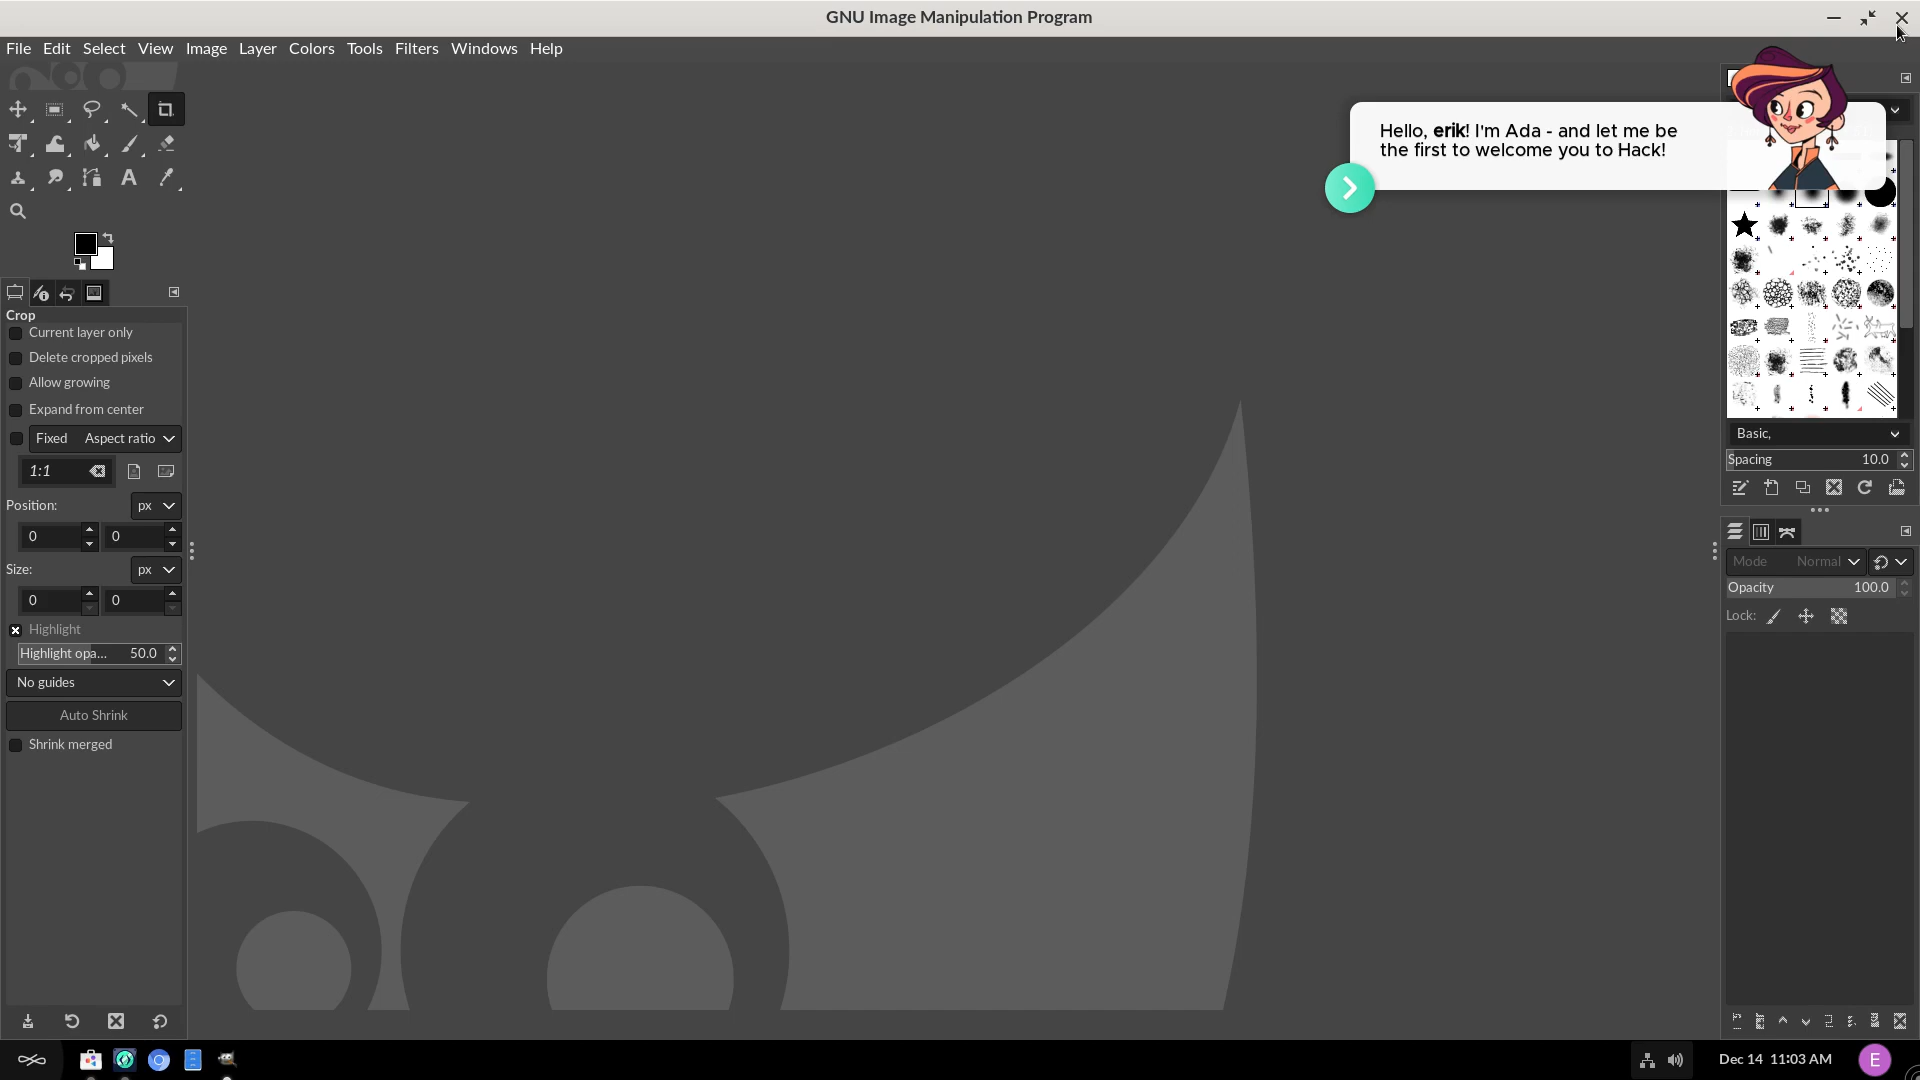 GNU Image Manipulation Program
File Edit Select View Image Layer Colors Tools Filters Windows Help
Hello, erik! I'm Ada - and let me be
the first to welcome you to Hack!
Crop
Current layer only
Delete cropped pixels
Allow growing
Expand from center
Fixed Aspect ratio
1:1
Position: px
0 0
Size: px
0 0
Highlight
Highlight opa... 50.0
No guides
Auto Shrink
Shrink merged
Basic,
Spacing 10.0
Mode Normal
Opacity 100.0
Lock:
Dec 14 11:03 AM E